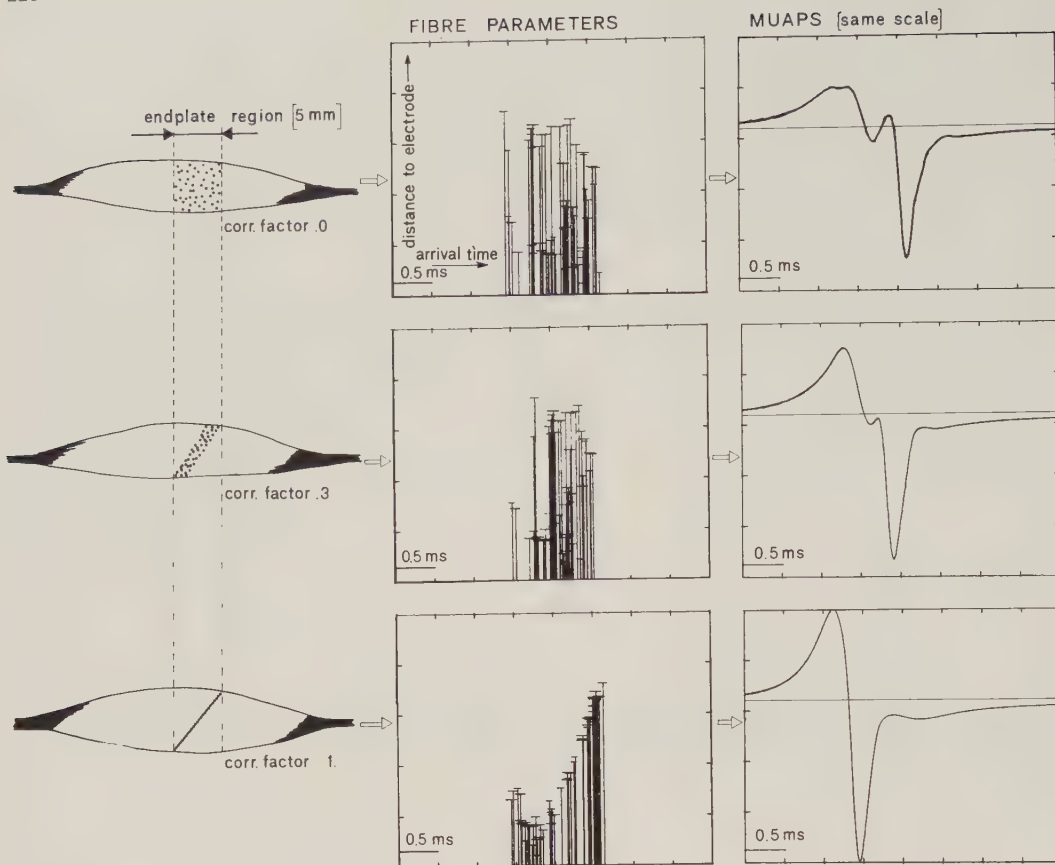 FIBRE PARAMETERS
MUAPS [same scale]
endplate region [5 mm]
corr. factor .0
distance to electrode
arrival time
0.5 ms
0.5 ms
corr. factor .3
0.5 ms
0.5 ms
corr. factor 1.
0.5 ms
0.5 ms